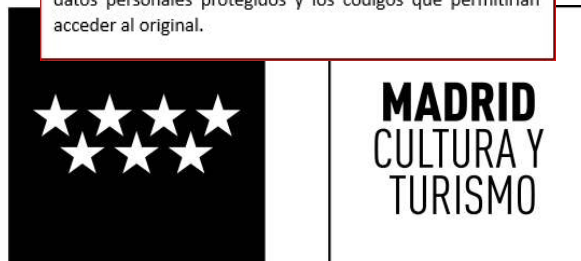 datos personales protegidos y los códigos que permitirían
acceder al original.
MADRID
CULTURA Y
TURISMO